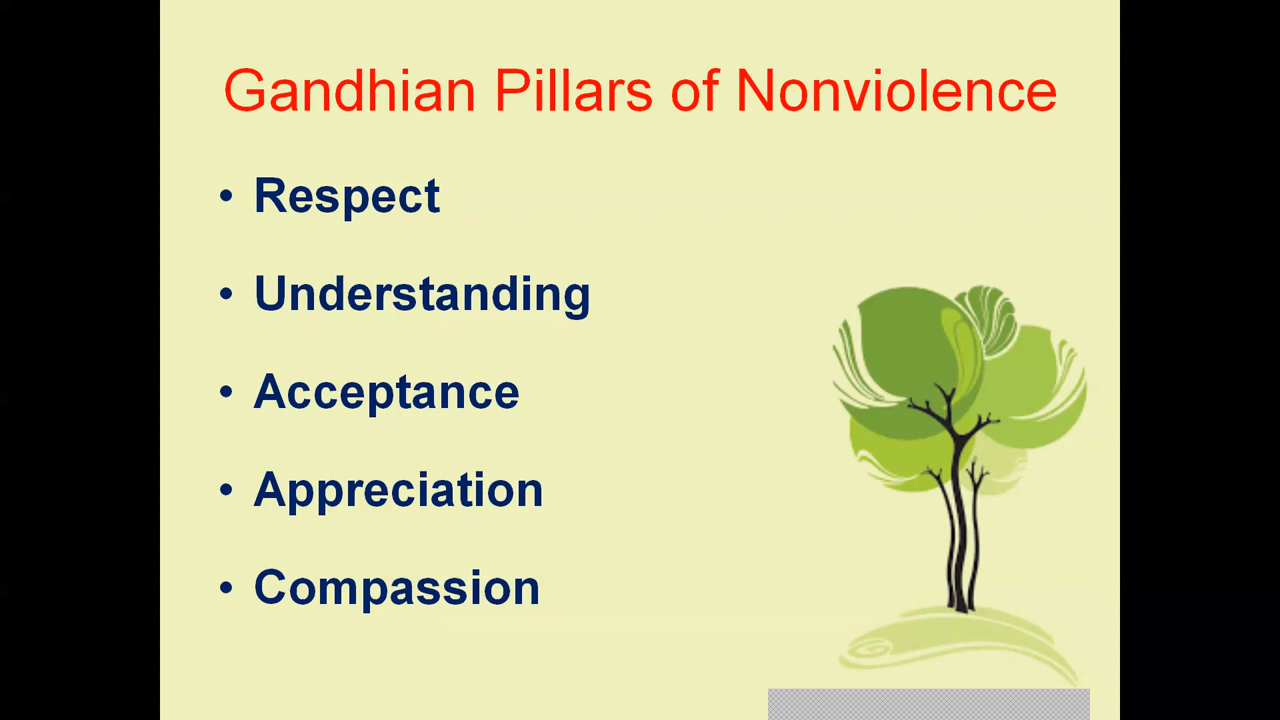 Gandhian Pillars of Nonviolence
• Respect
• Understanding
• Acceptance
• Appreciation
• Compassion